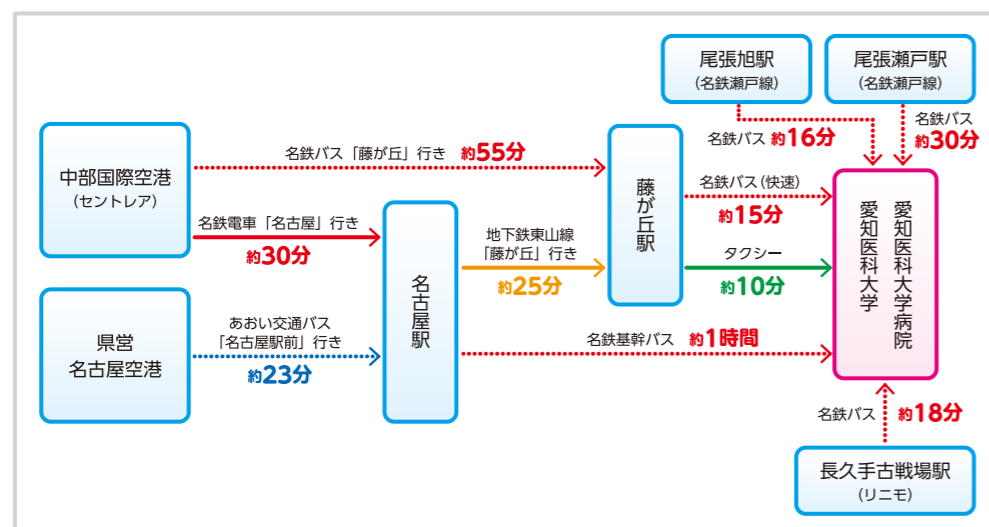 尾張旭駅
(名鉄瀬戸線)
尾張瀬戸駅
(名鉄瀬戸線)
名鉄バス 約16分
名鉄バス
約30分
中部国際空港
(セントレア)
名鉄バス「藤が丘」行き 約55分
名鉄電車「名古屋」行き
約30分
県営
名古屋空港
あおい交通バス
「名古屋駅前」行き
約23分
名古屋駅
地下鉄東山線
「藤が丘」行き
約25分
藤が丘駅
名鉄バス(快速)
約15分
タクシー
約10分
名鉄基幹バス 約1時間
愛知医科大学病院
愛知医科大学
名鉄バス 約18分
長久手古戦場駅
(リニモ)